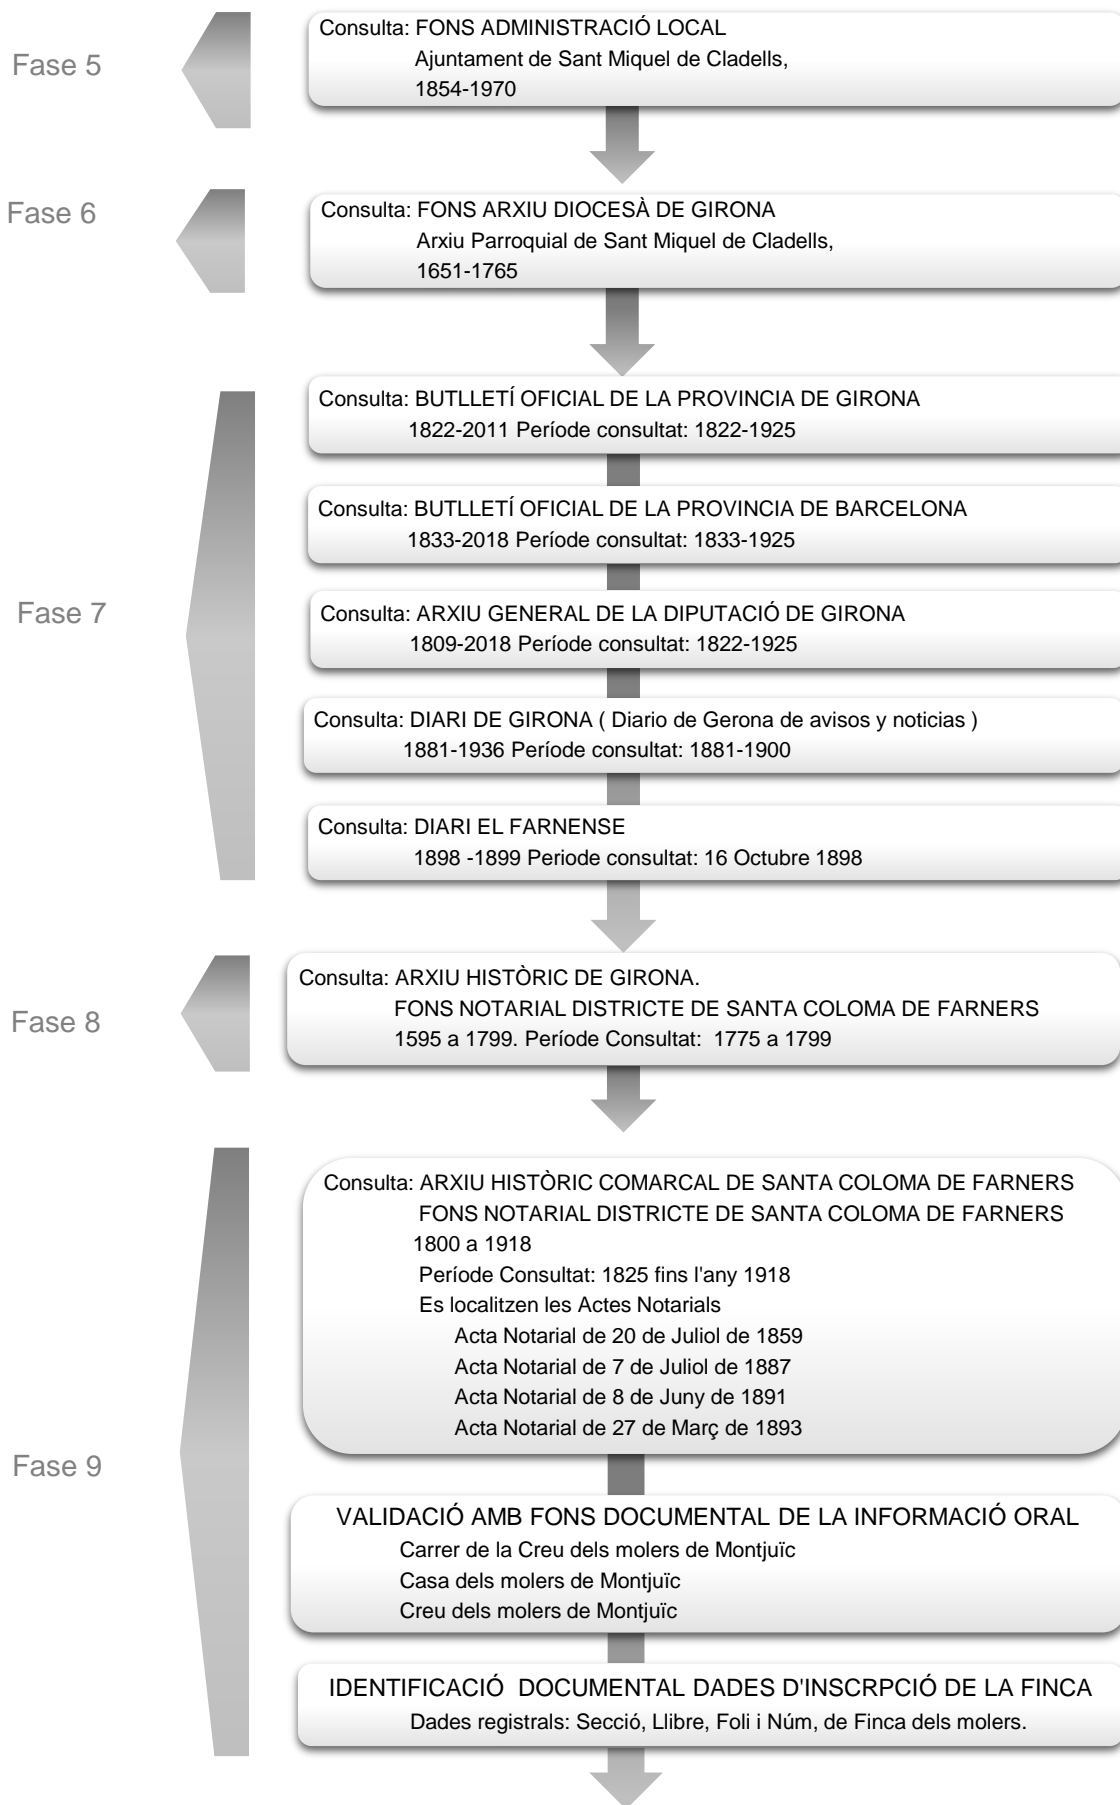 Fase 5
Consulta: FONS ADMINISTRACIÓ LOCAL
Ajuntament de Sant Miquel de Cladells,
1854-1970
Fase 6
Consulta: FONS ARXIU DIOCESÀ DE GIRONA
Arxiu Parroquial de Sant Miquel de Cladells,
1651-1765
Fase 7
Consulta: BUTLLETÍ OFICIAL DE LA PROVINCIA DE GIRONA
1822-2011 Període consultat: 1822-1925
Consulta: BUTLLETÍ OFICIAL DE LA PROVINCIA DE BARCELONA
1833-2018 Període consultat: 1833-1925
Consulta: ARXIU GENERAL DE LA DIPUTACIÓ DE GIRONA
1809-2018 Període consultat: 1822-1925
Consulta: DIARI DE GIRONA ( Diario de Gerona de avisos y noticias )
1881-1936 Període consultat: 1881-1900
Consulta: DIARI EL FARNENSE
1898 -1899 Periode consultat: 16 Octubre 1898
Fase 8
Consulta: ARXIU HISTÒRIC DE GIRONA.
FONS NOTARIAL DISTRICTE DE SANTA COLOMA DE FARNERS
1595 a 1799. Període Consultat: 1775 a 1799
Fase 9
Consulta: ARXIU HISTÒRIC COMARCAL DE SANTA COLOMA DE FARNERS
FONS NOTARIAL DISTRICTE DE SANTA COLOMA DE FARNERS
1800 a 1918
Període Consultat: 1825 fins l'any 1918
Es localitzen les Actes Notarials
Acta Notarial de 20 de Juliol de 1859
Acta Notarial de 7 de Juliol de 1887
Acta Notarial de 8 de Juny de 1891
Acta Notarial de 27 de Març de 1893
VALIDACIÓ AMB FONS DOCUMENTAL DE LA INFORMACIÓ ORAL
Carrer de la Creu dels molers de Montjuïc
Casa dels molers de Montjuïc
Creu dels molers de Montjuïc
IDENTIFICACIÓ DOCUMENTAL DADES D'INSCRPCIÓ DE LA FINCA
Dades registrals: Secció, Llibre, Foli i Núm, de Finca dels molers.